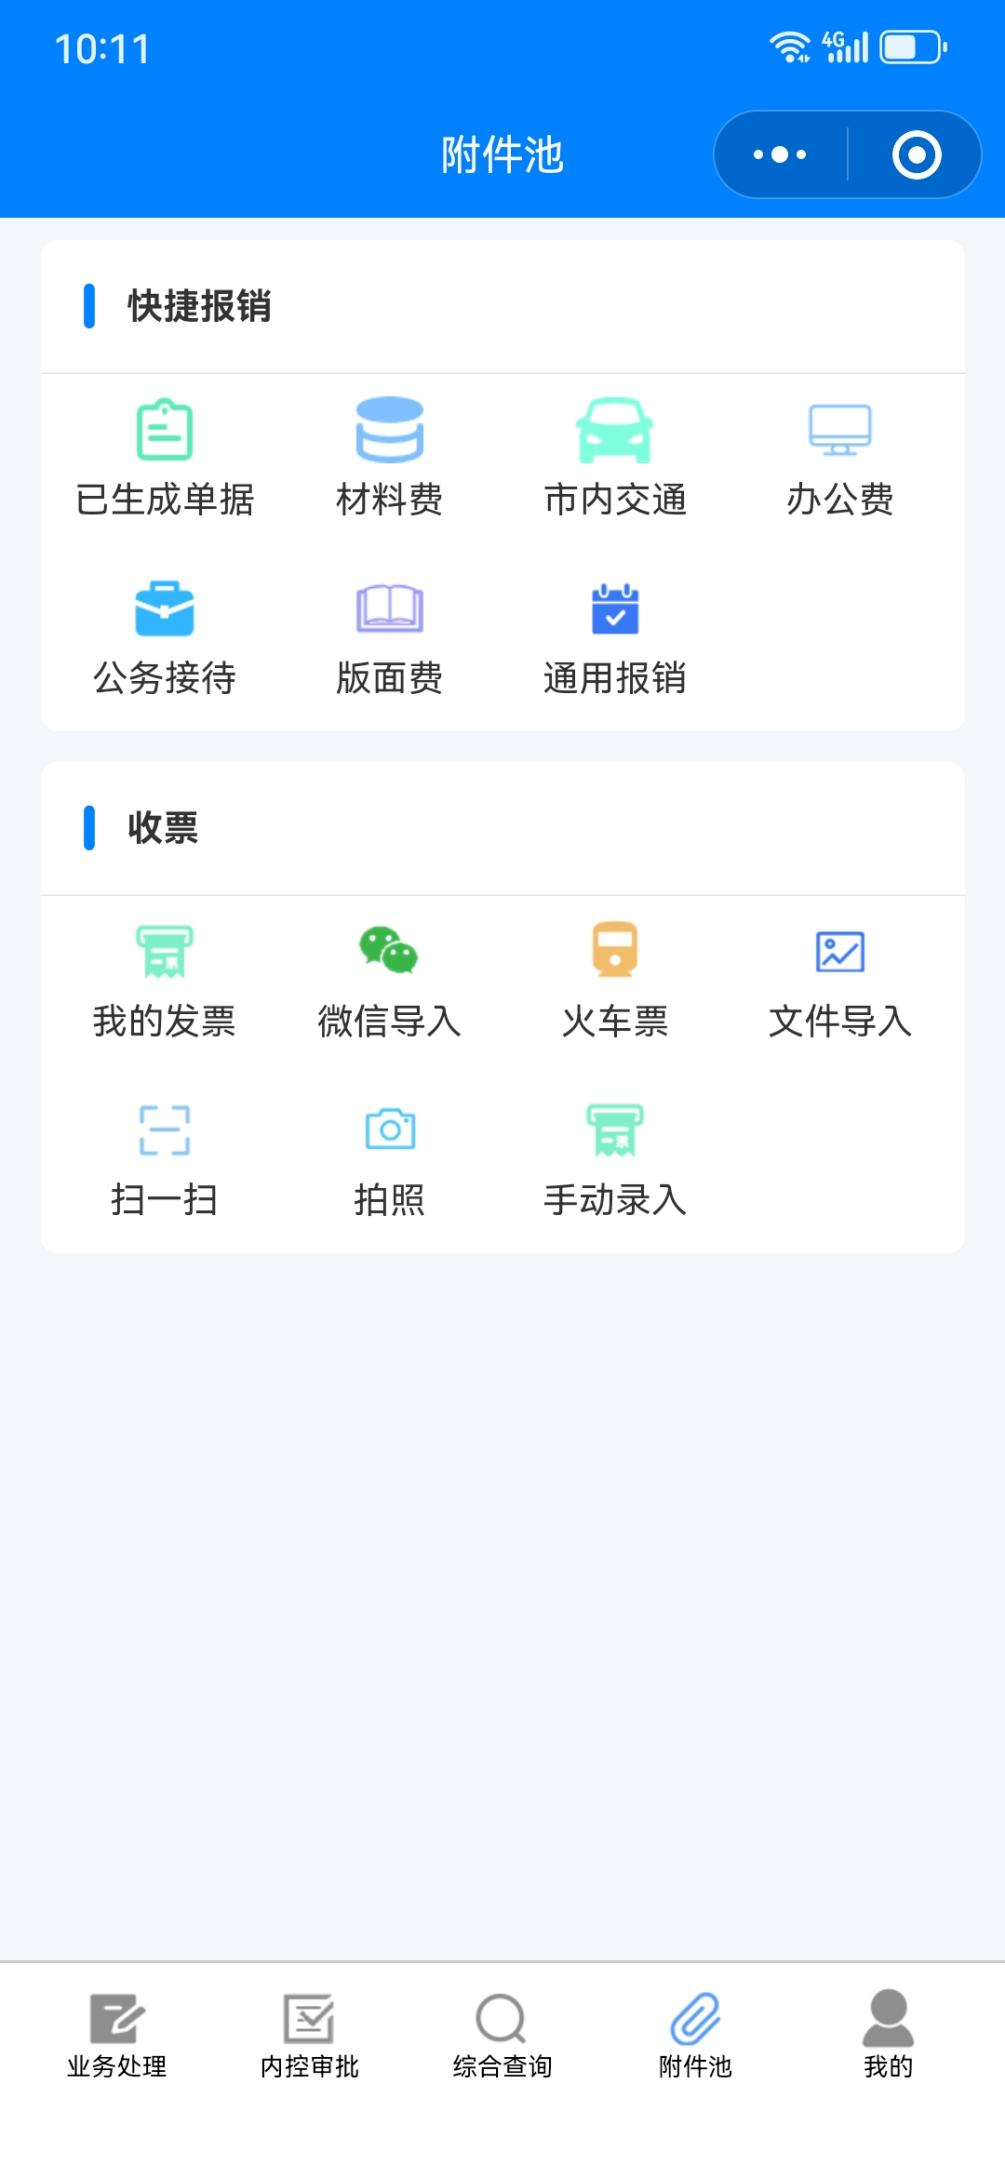 10:11
4G
附件池
快捷报销
已生成单据 材料费 市内交通 办公费
公务接待 版面费 通用报销
收票
票
我的发票 微信导入 火车票 文件导入
票
扫一扫 拍照 手动录入
业务处理 内控审批 综合查询 附件池 我的